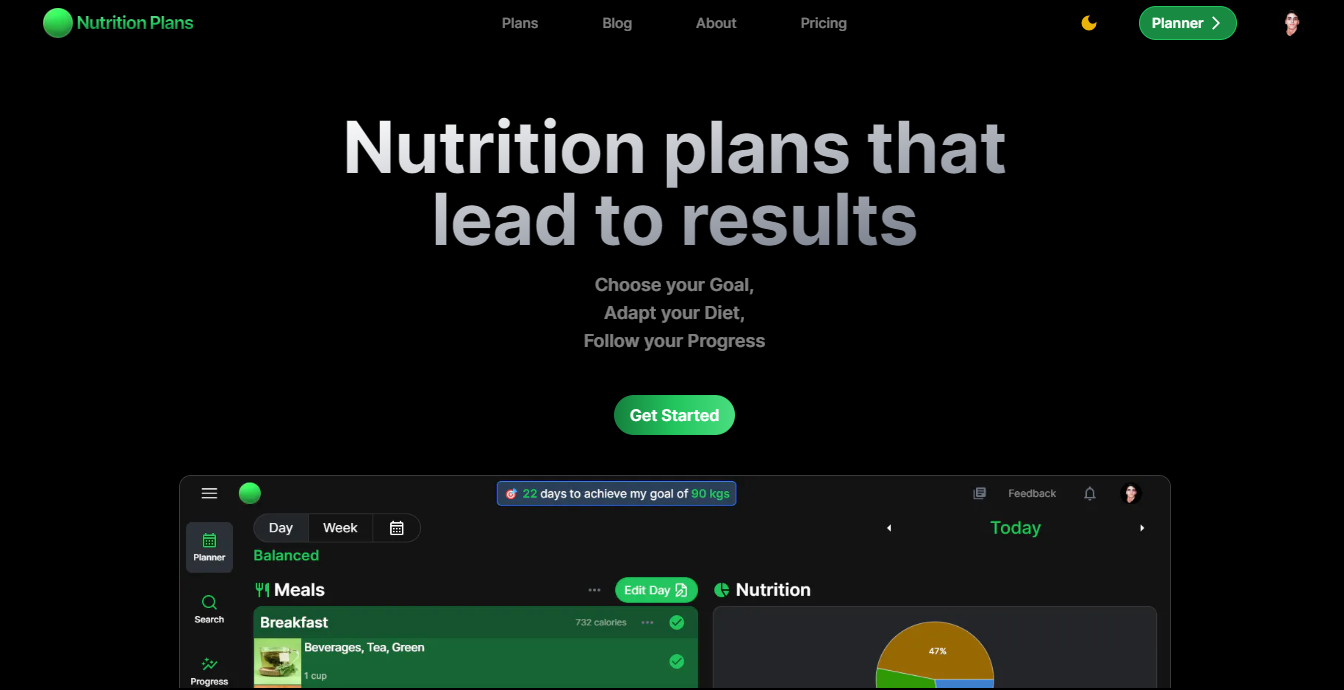 Nutrition Plans
Plans
Blog
About
Pricing
Planner
Nutrition plans that
lead to results
Choose your Goal,
Adapt your Diet,
Follow your Progress
Get Started
22 days to achieve my goal of 90 kgs
Feedback
Day
Week
Today
Planner
Balanced
Meals
Edit Day
Nutrition
Search
Breakfast
732 calories
Beverages, Tea, Green
1 cup
47%
Progress